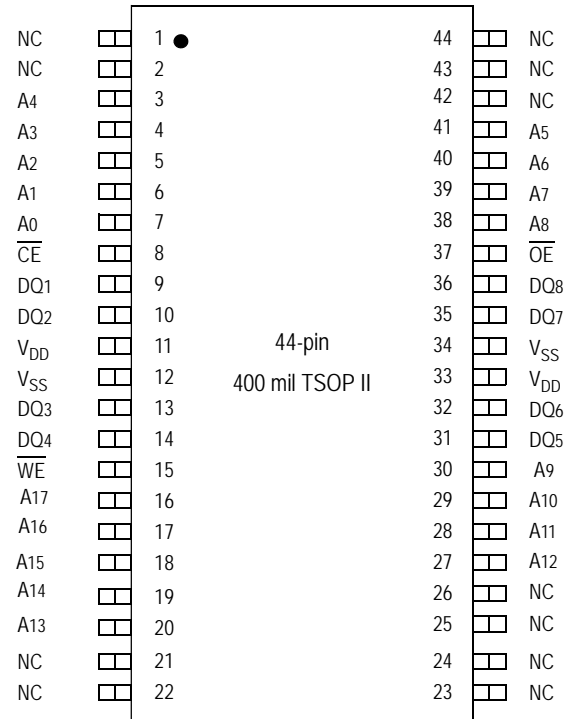 NC 1 44 NC
NC 2 43 NC
A4 3 42 NC
A3 4 41 A5
A2 5 40 A6
A1 6 39 A7
A0 7 38 A8
C̅E̅ 8 37 O̅E̅
DQ1 9 36 DQ8
DQ2 10 35 DQ7
VDD 11 44-pin 34 VSS
VSS 12 400 mil TSOP II 33 VDD
DQ3 13 32 DQ6
DQ4 14 31 DQ5
W̅E̅ 15 30 A9
A17 16 29 A10
A16 17 28 A11
A15 18 27 A12
A14 19 26 NC
A13 20 25 NC
NC 21 24 NC
NC 22 23 NC